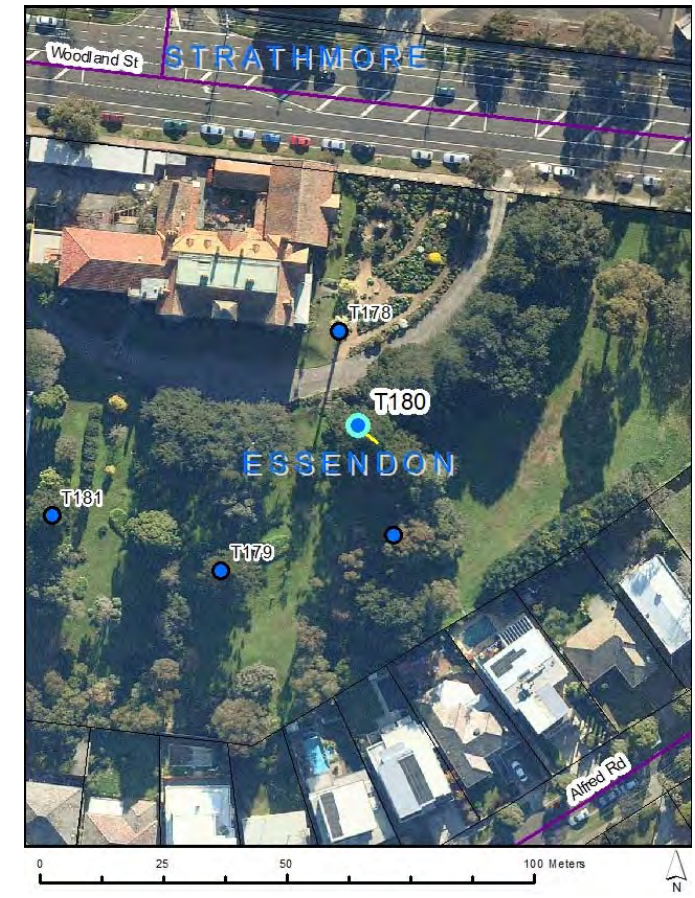 Woodland St
STRATHMORE
T178
T180
ESSENDON
T181
T179
Alfred Rd
0 25 50 100 Meters
N